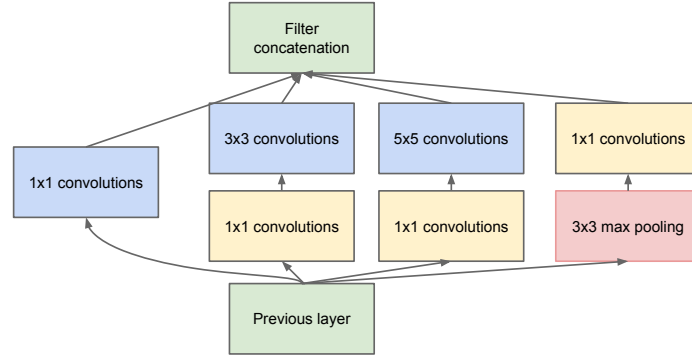 Filter
concatenation
3x3 convolutions
5x5 convolutions
1x1 convolutions
1x1 convolutions
1x1 convolutions
1x1 convolutions
3x3 max pooling
Previous layer